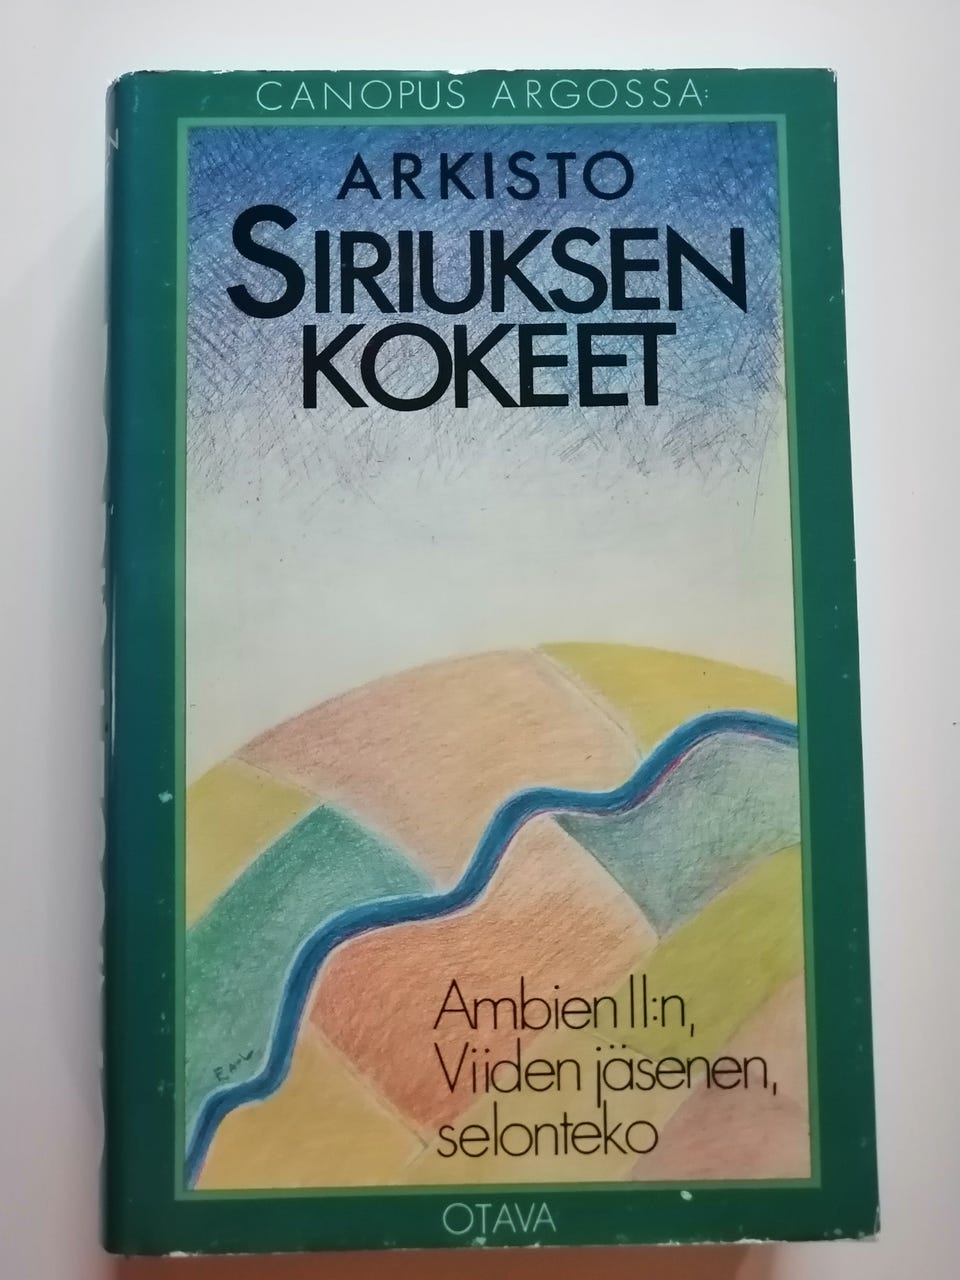 CANOPUS ARGOSSA:
ARKISTO
SIRIUKSEN
KOKEET
Ambien II:n,
Viiden jäsenen,
selonteko
OTAVA